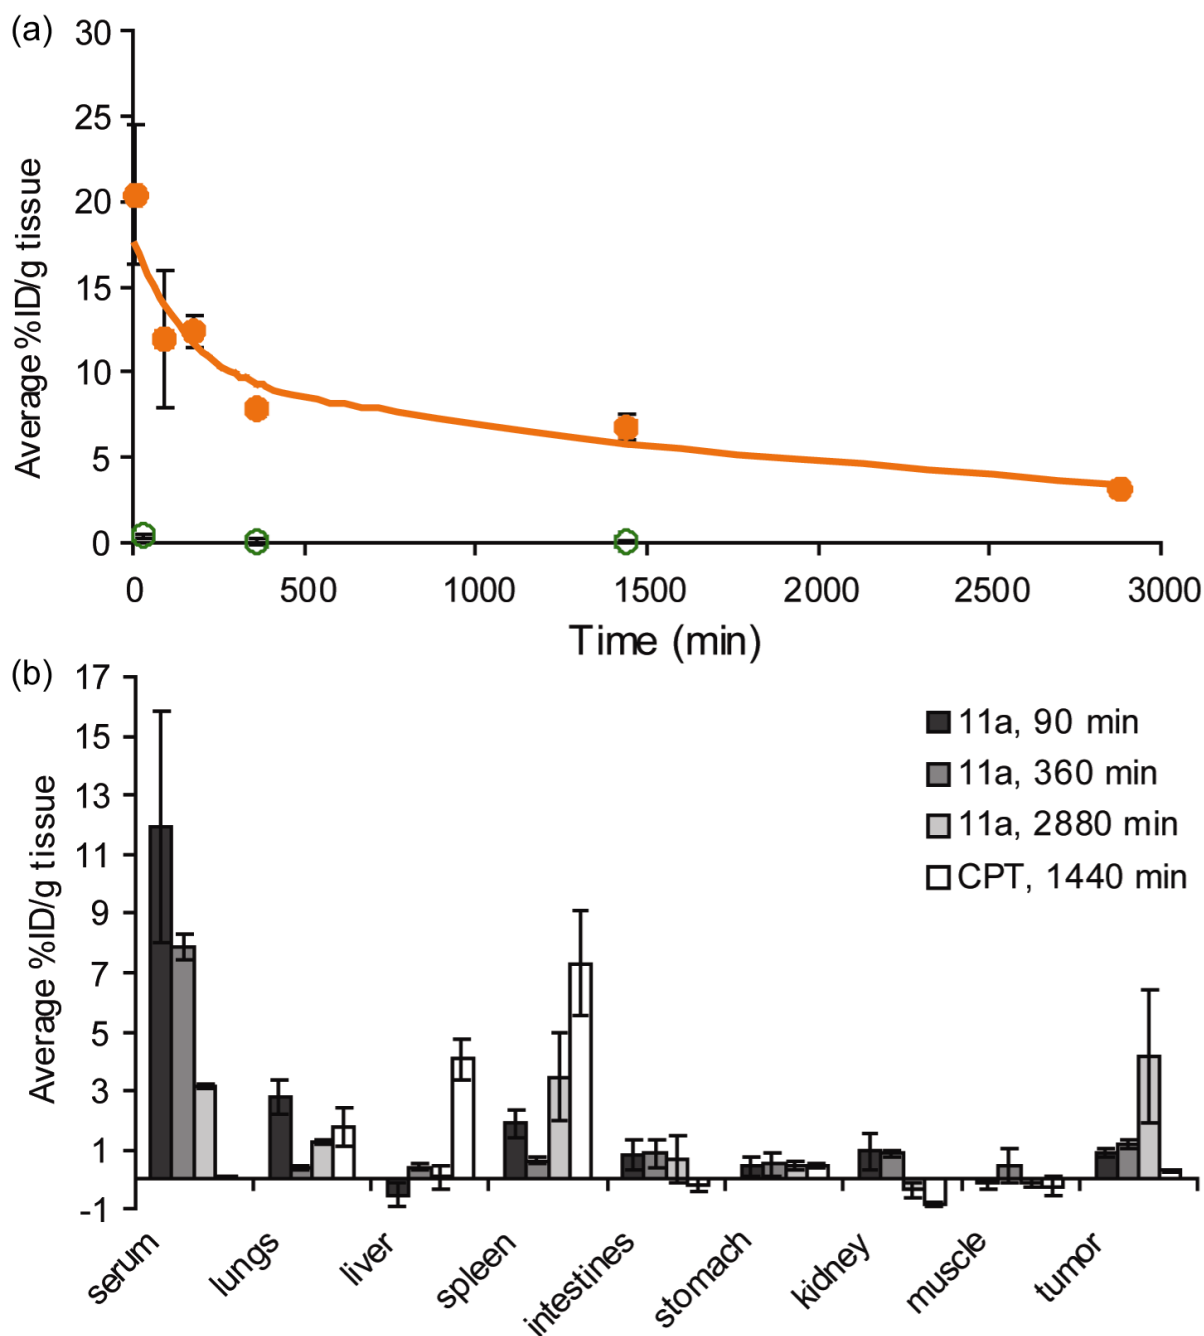 (a)
30
25
20
15
10
5
0
Average %ID/g tissue
0 500 1000 1500 2000 2500 3000
Time (min)
(b)
17
15
13
11
9
7
5
3
1
-1
Average %ID/g tissue
11a, 90 min
11a, 360 min
11a, 2880 min
CPT, 1440 min
serum lungs liver spleen intestines stomach kidney muscle tumor